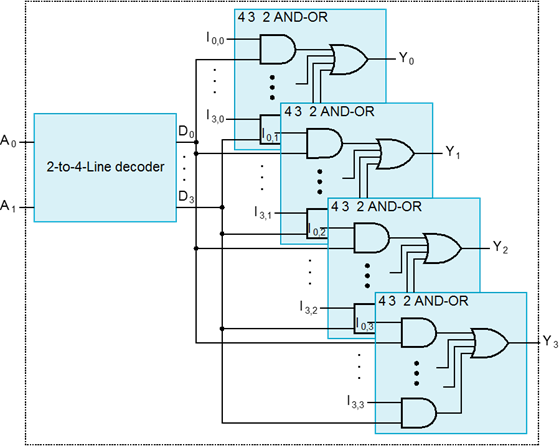 4 3 2 AND-OR
I0,0
Y0
I3,0
4 3 2 AND-OR
I0,1
Y1
A0
D0
2-to-4-Line decoder
D3
A1
I3,1
4 3 2 AND-OR
I0,2
Y2
I3,2
4 3 2 AND-OR
I0,3
Y3
I3,3